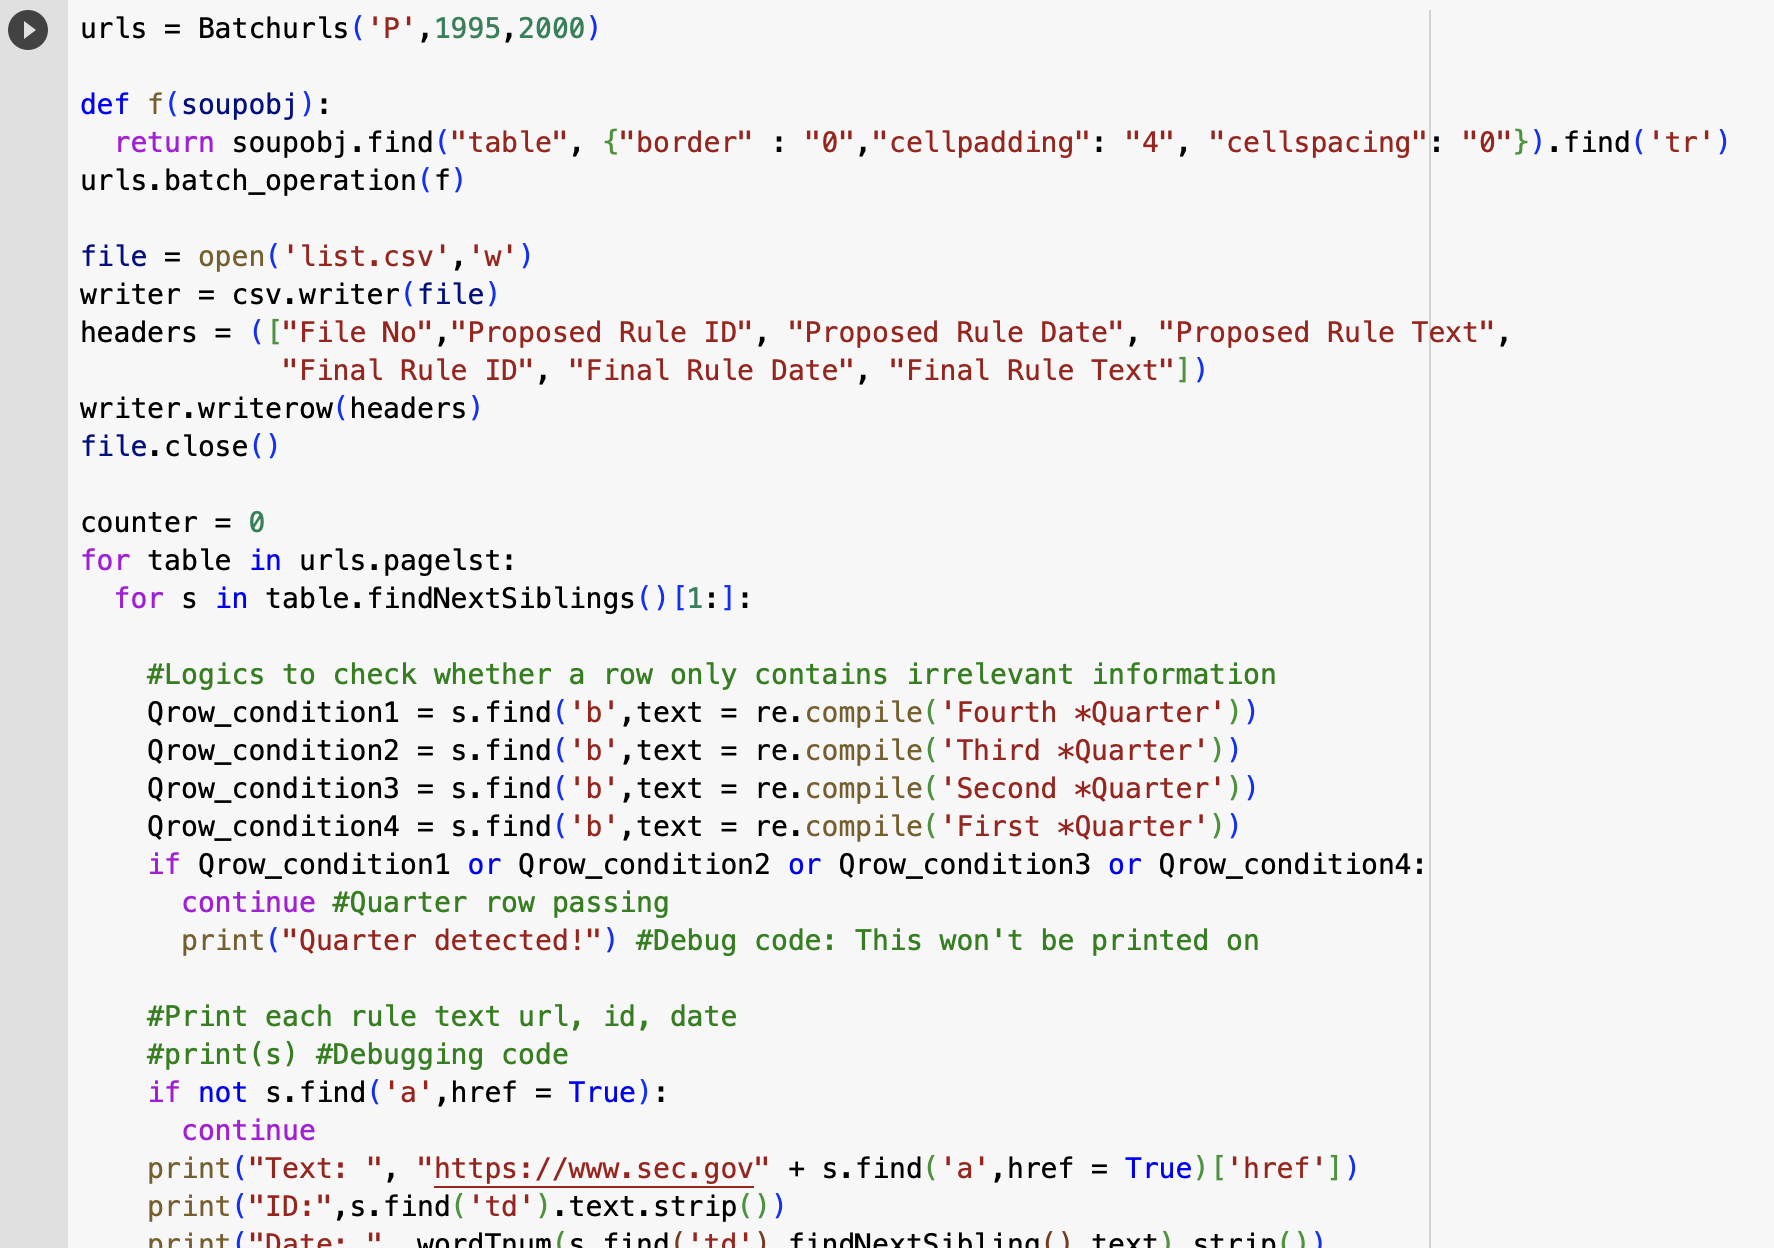 urls = Batchurls('P',1995,2000)
def f(soupobj):
return soupobj.find("table", {"border" : "0","cellpadding": "4", "cellspacing": "0"}).find('tr')
urls.batch_operation(f)
file = open('list.csv','w')
writer = csv.writer(file)
headers = (["File No","Proposed Rule ID", "Proposed Rule Date", "Proposed Rule Text",
"Final Rule ID", "Final Rule Date", "Final Rule Text"])
writer.writerow(headers)
file.close()
counter = 0
for table in urls.pagelst:
for s in table.findNextSiblings()[1:]:
#Logics to check whether a row only contains irrelevant information
Qrow_condition1 = s.find('b',text = re.compile('Fourth *Quarter'))
Qrow_condition2 = s.find('b',text = re.compile('Third *Quarter'))
Qrow_condition3 = s.find('b',text = re.compile('Second *Quarter'))
Qrow_condition4 = s.find('b',text = re.compile('First *Quarter'))
if Qrow_condition1 or Qrow_condition2 or Qrow_condition3 or Qrow_condition4:
continue #Quarter row passing
print("Quarter detected!") #Debug code: This won't be printed on
#Print each rule text url, id, date
#print(s) #Debugging code
if not s.find('a',href = True):
continue
print("Text: ", "https://www.sec.gov" + s.find('a',href = True)['href'])
print("ID:",s.find('td').text.strip())
print("Date: ", wordTnum(s.find('td').findNextSibling().text).strip())